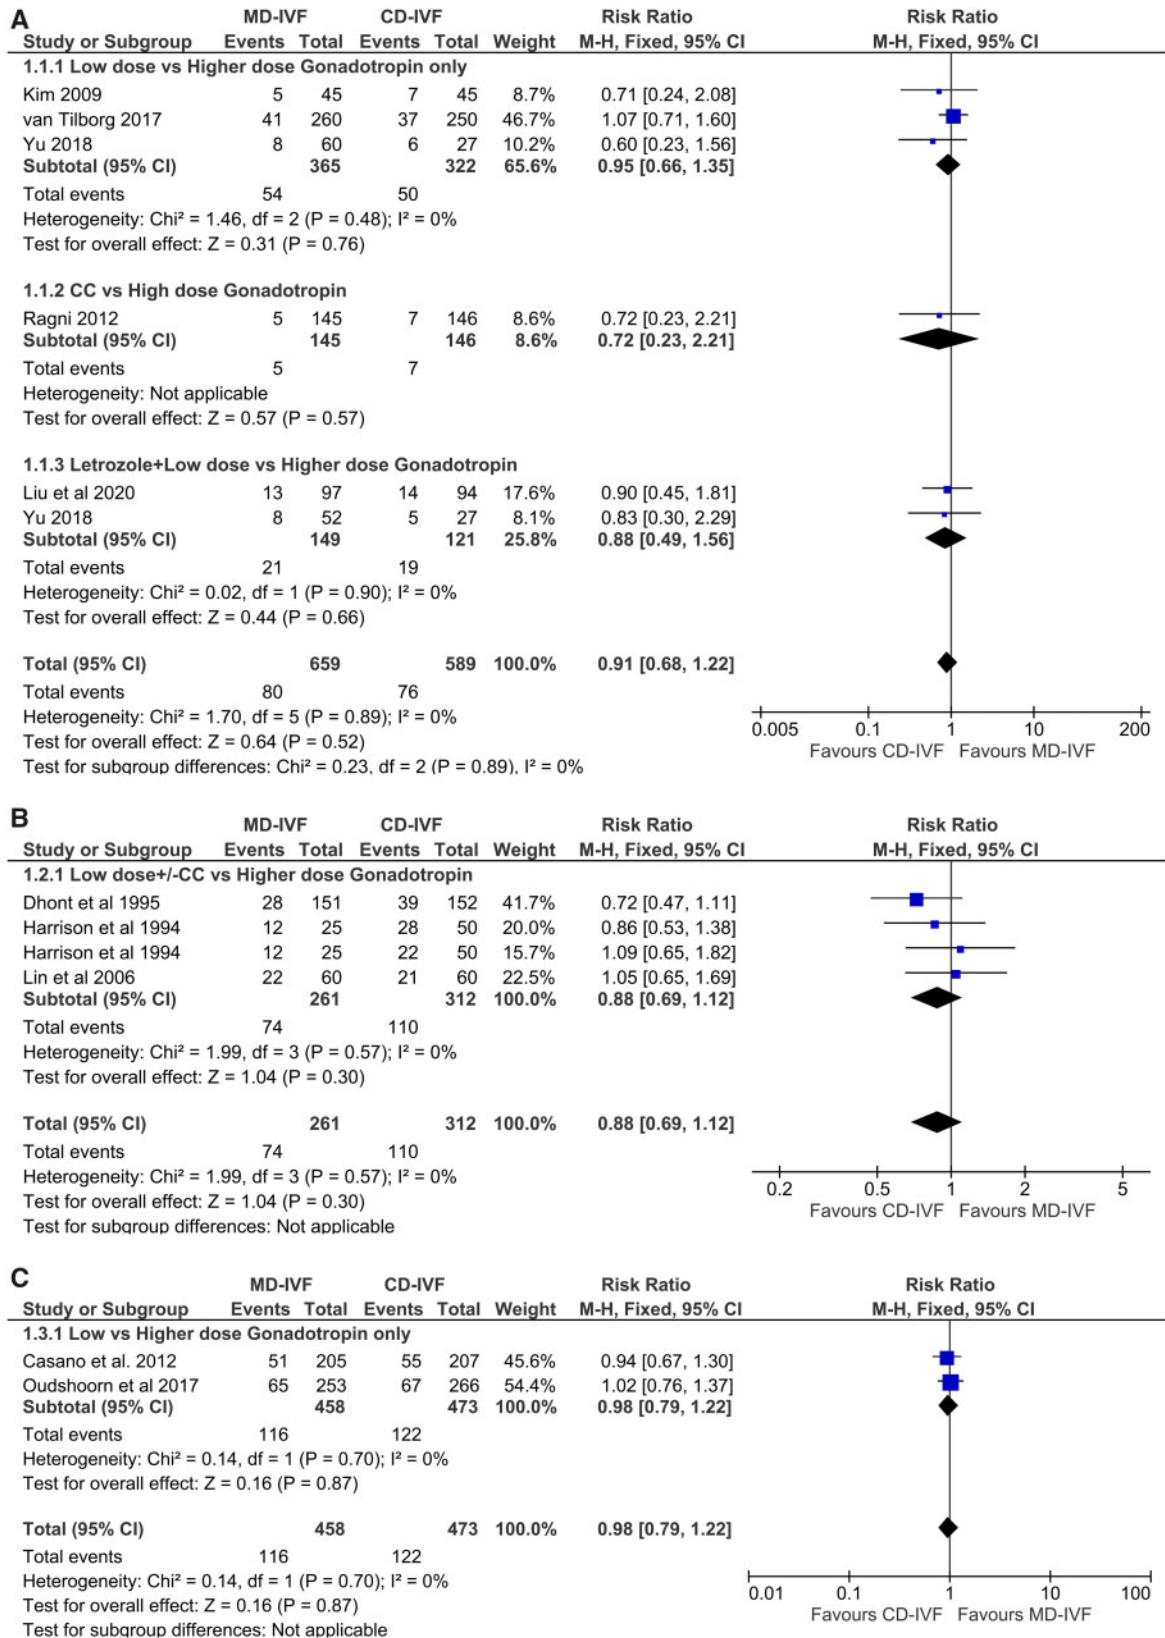 A
MD-IVF CD-IVF Risk Ratio Risk Ratio
Study or Subgroup Events Total Events Total Weight M-H, Fixed, 95% CI M-H, Fixed, 95% CI
1.1.1 Low dose vs Higher dose Gonadotropin only
Kim 2009 5 45 7 45 8.7% 0.71 [0.24, 2.08]
van Tilborg 2017 41 260 37 250 46.7% 1.07 [0.71, 1.60]
Yu 2018 8 60 6 27 10.2% 0.60 [0.23, 1.56]
Subtotal (95% CI) 365 322 65.6% 0.95 [0.66, 1.35]
Total events 54 50
Heterogeneity: Chi² = 1.46, df = 2 (P = 0.48); I² = 0%
Test for overall effect: Z = 0.31 (P = 0.76)
1.1.2 CC vs High dose Gonadotropin
Ragni 2012 5 145 7 146 8.6% 0.72 [0.23, 2.21]
Subtotal (95% CI) 145 146 8.6% 0.72 [0.23, 2.21]
Total events 5 7
Heterogeneity: Not applicable
Test for overall effect: Z = 0.57 (P = 0.57)
1.1.3 Letrozole+Low dose vs Higher dose Gonadotropin
Liu et al 2020 13 97 14 94 17.6% 0.90 [0.45, 1.81]
Yu 2018 8 52 5 27 8.1% 0.83 [0.30, 2.29]
Subtotal (95% CI) 149 121 25.8% 0.88 [0.49, 1.56]
Total events 21 19
Heterogeneity: Chi² = 0.02, df = 1 (P = 0.90); I² = 0%
Test for overall effect: Z = 0.44 (P = 0.66)
Total (95% CI) 659 589 100.0% 0.91 [0.68, 1.22]
Total events 80 76
Heterogeneity: Chi² = 1.70, df = 5 (P = 0.89); I² = 0%
Test for overall effect: Z = 0.64 (P = 0.52)
Test for subgroup differences: Chi² = 0.23, df = 2 (P = 0.89), I² = 0%
0.005 0.1 1 10 200
Favours CD-IVF Favours MD-IVF
B
MD-IVF CD-IVF Risk Ratio Risk Ratio
Study or Subgroup Events Total Events Total Weight M-H, Fixed, 95% CI M-H, Fixed, 95% CI
1.2.1 Low dose+/-CC vs Higher dose Gonadotropin
Dhont et al 1995 28 151 39 152 41.7% 0.72 [0.47, 1.11]
Harrison et al 1994 12 25 28 50 20.0% 0.86 [0.53, 1.38]
Harrison et al 1994 12 25 22 50 15.7% 1.09 [0.65, 1.82]
Lin et al 2006 22 60 21 60 22.5% 1.05 [0.65, 1.69]
Subtotal (95% CI) 261 312 100.0% 0.88 [0.69, 1.12]
Total events 74 110
Heterogeneity: Chi² = 1.99, df = 3 (P = 0.57); I² = 0%
Test for overall effect: Z = 1.04 (P = 0.30)
Total (95% CI) 261 312 100.0% 0.88 [0.69, 1.12]
Total events 74 110
Heterogeneity: Chi² = 1.99, df = 3 (P = 0.57); I² = 0%
Test for overall effect: Z = 1.04 (P = 0.30)
Test for subgroup differences: Not applicable
0.2 0.5 1 2 5
Favours CD-IVF Favours MD-IVF
C
MD-IVF CD-IVF Risk Ratio Risk Ratio
Study or Subgroup Events Total Events Total Weight M-H, Fixed, 95% CI M-H, Fixed, 95% CI
1.3.1 Low vs Higher dose Gonadotropin only
Casano et al. 2012 51 205 55 207 45.6% 0.94 [0.67, 1.30]
Oudshoorn et al 2017 65 253 67 266 54.4% 1.02 [0.76, 1.37]
Subtotal (95% CI) 458 473 100.0% 0.98 [0.79, 1.22]
Total events 116 122
Heterogeneity: Chi² = 0.14, df = 1 (P = 0.70); I² = 0%
Test for overall effect: Z = 0.16 (P = 0.87)
Total (95% CI) 458 473 100.0% 0.98 [0.79, 1.22]
Total events 116 122
Heterogeneity: Chi² = 0.14, df = 1 (P = 0.70); I² = 0%
Test for overall effect: Z = 0.16 (P = 0.87)
Test for subgroup differences: Not applicable
0.01 0.1 1 10 100
Favours CD-IVF Favours MD-IVF